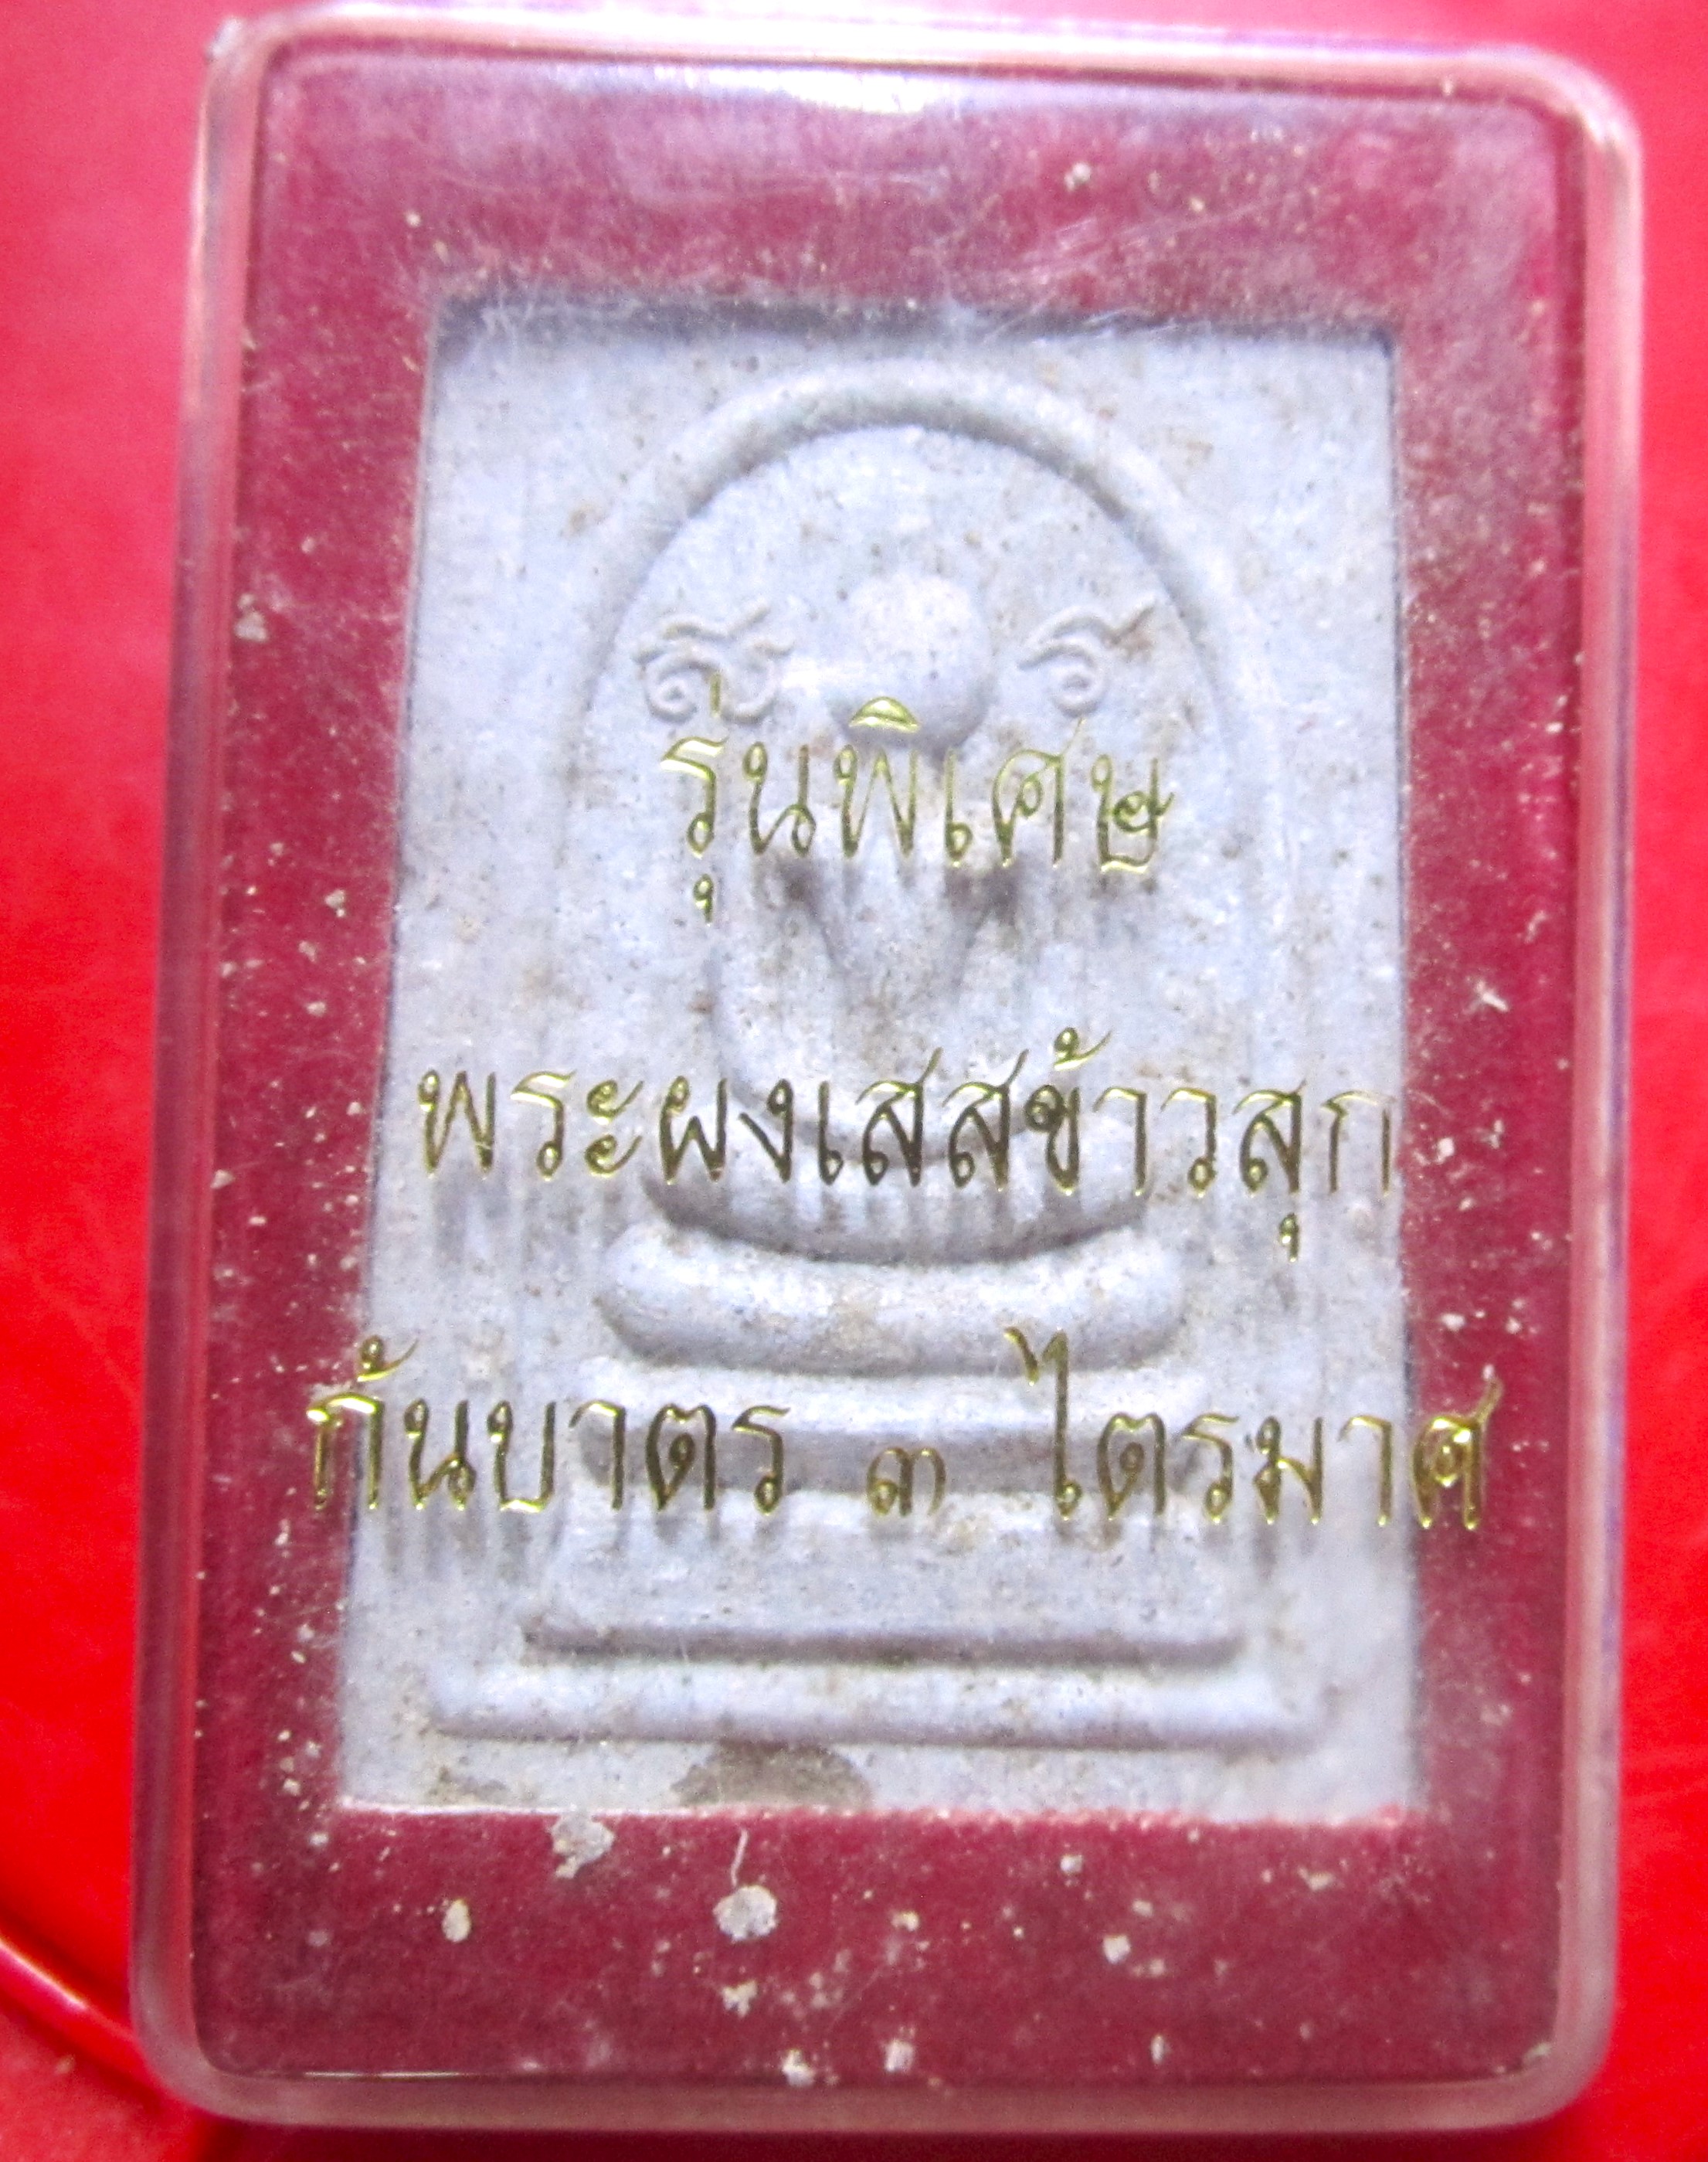 รุ่นพิเศษ
พระผงเสสข้าวสุก
ก้นบาตร ๓ ไตรมาศ